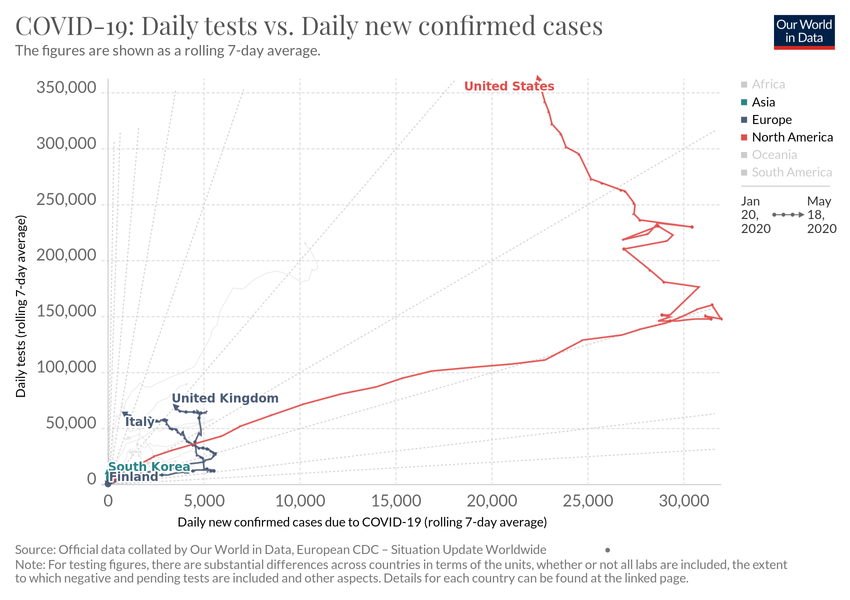 COVID-19: Daily tests vs. Daily new confirmed cases
The figures are shown as a rolling 7-day average.
Our World
in Data
350,000
300,000
250,000
200,000
150,000
100,000
50,000
0
Daily tests (rolling 7-day average)
United States
United Kingdom
Italy
South Korea
Finland
0
5,000
10,000
15,000
20,000
25,000
30,000
Daily new confirmed cases due to COVID-19 (rolling 7-day average)
Africa
Asia
Europe
North America
Oceania
South America
Jan
20,
2020
May
18,
2020
Source: Official data collated by Our World in Data, European CDC – Situation Update Worldwide
Note: For testing figures, there are substantial differences across countries in terms of the units, whether or not all labs are included, the extent
to which negative and pending tests are included and other aspects. Details for each country can be found at the linked page.